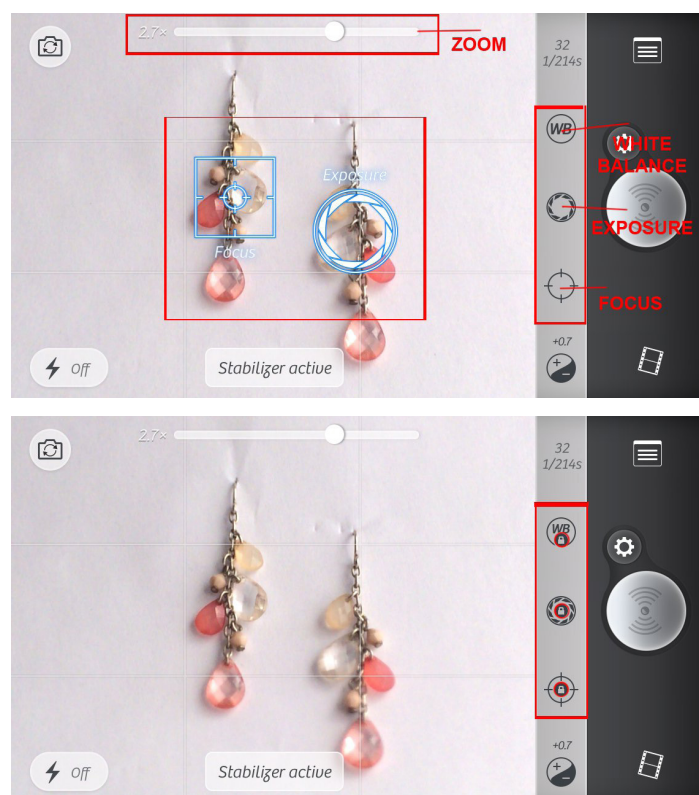 2.7×
ZOOM
32
1/214s
WB
WHITE
BALANCE
Exposure
EXPOSURE
Focus
FOCUS
+0.7
Off
Stabilizer active
2.7×
32
1/214s
WB
+0.7
Off
Stabilizer active